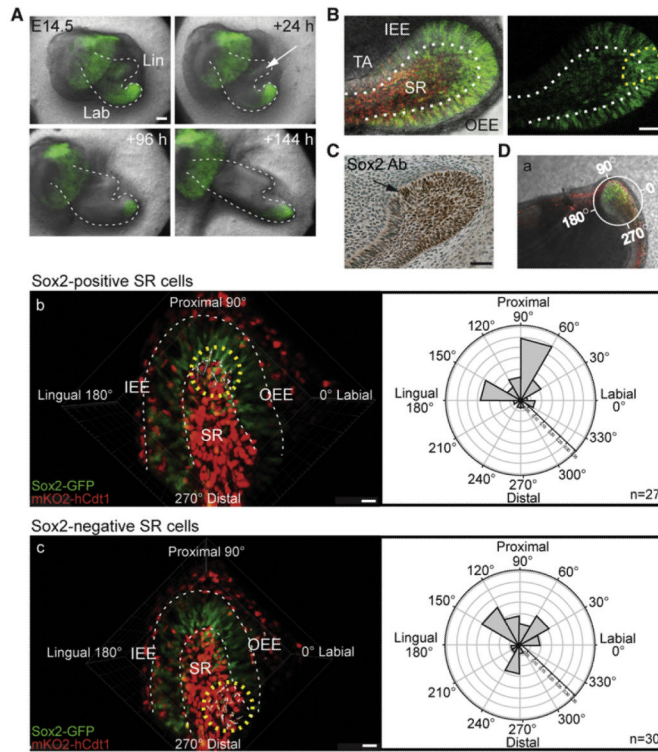 A
E14.5
+24 h
Lin
Lab
+96 h
+144 h
B
IEE
TA
SR
OEE
C
Sox2 Ab
D
a
90°
0°
180°
270
Sox2-positive SR cells
b
Proximal 90°
Lingual 180°
IEE
OEE
0° Labial
SR
Sox2-GFP
mKO2-hCdt1
270° Distal
Proximal
90°
120°
60°
150°
30°
Lingual
180°
Labial
0°
210°
330°
240°
300°
270°
Distal
n=27
Sox2-negative SR cells
c
Proximal 90°
Lingual 180°
IEE
OEE
0° Labial
SR
Sox2-GFP
mKO2-hCdt1
270° Distal
Proximal
90°
120°
60°
150°
30°
Lingual
180°
Labial
0°
210°
330°
240°
300°
270°
Distal
n=30